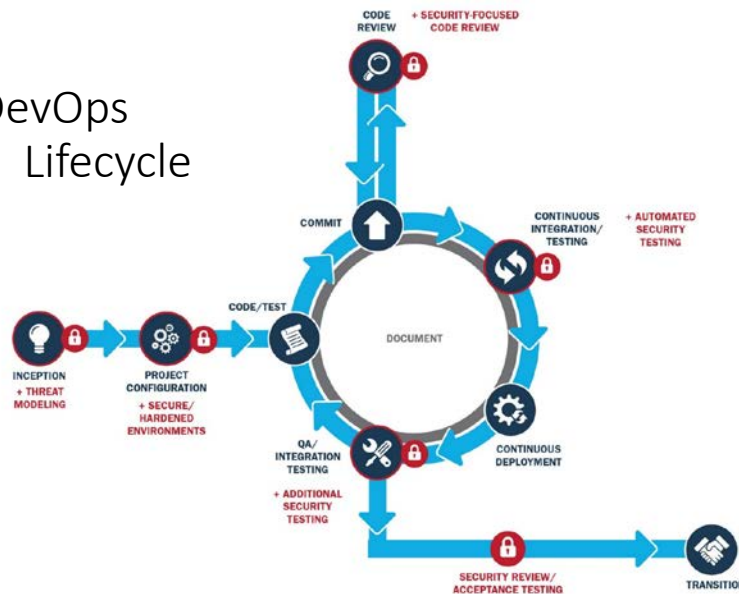 DevOps
Lifecycle
CODE
REVIEW
+ SECURITY-FOCUSED
CODE REVIEW
COMMIT
CONTINUOUS
INTEGRATION/
TESTING
+ AUTOMATED
SECURITY
TESTING
CODE/TEST
DOCUMENT
INCEPTION
+ THREAT
MODELING
PROJECT
CONFIGURATION
+ SECURE/
HARDENED
ENVIRONMENTS
QA/
INTEGRATION
TESTING
+ ADDITIONAL
SECURITY
TESTING
CONTINUOUS
DEPLOYMENT
SECURITY REVIEW/
ACCEPTANCE TESTING
TRANSITION